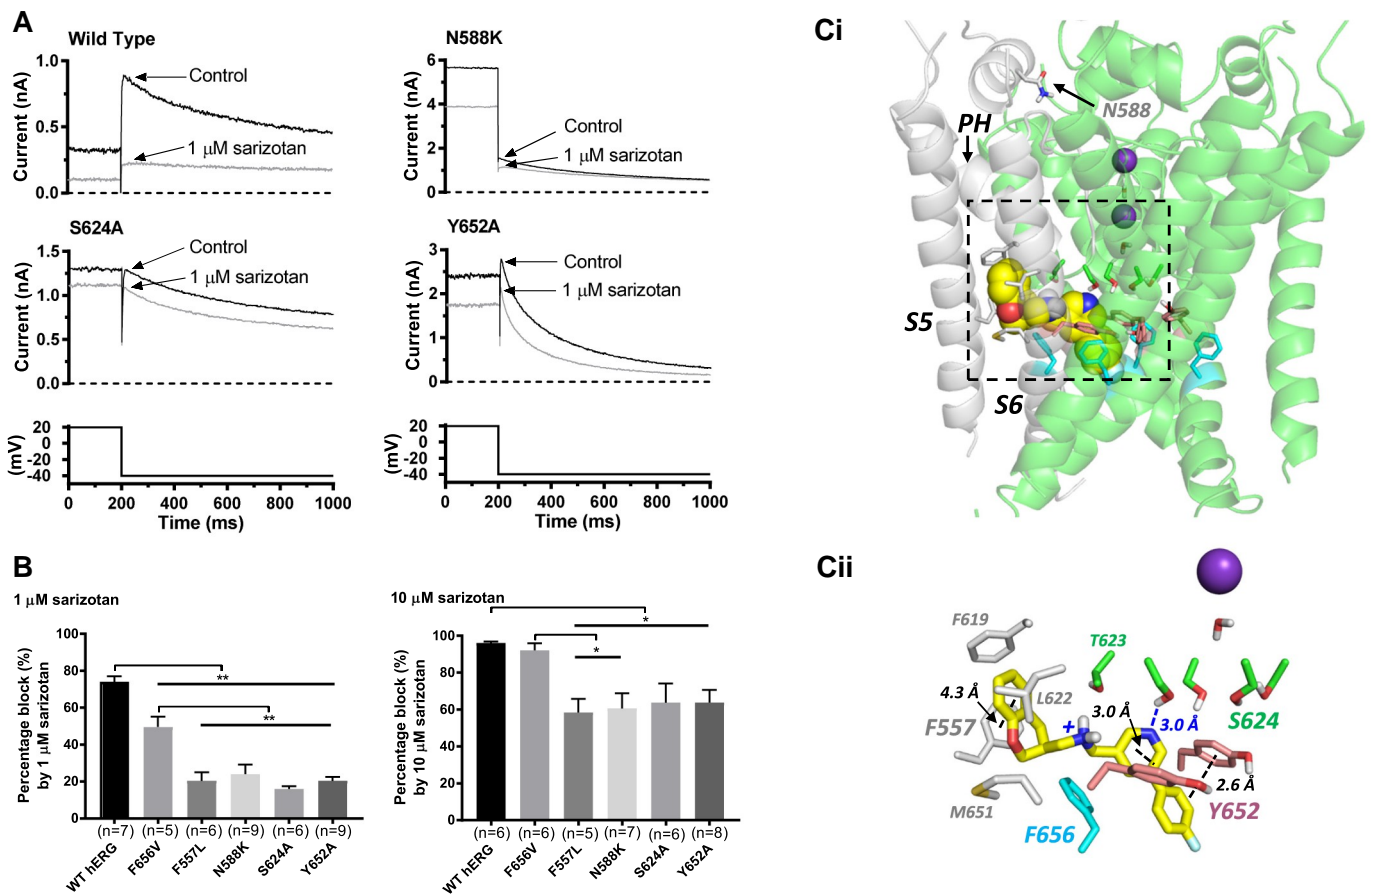 A
Wild Type
1.0
0.5
0.0
Current (nA)
Control
1 μM sarizotan
N588K
6
4
2
0
Current (nA)
Control
1 μM sarizotan
S624A
1.5
1.0
0.5
0.0
Current (nA)
Control
1 μM sarizotan
Y652A
3
2
1
0
Current (nA)
Control
1 μM sarizotan
20
0
-20
-40
(mV)
0 200 400 600 800 1000
Time (ms)
20
0
-20
-40
(mV)
0 200 400 600 800 1000
Time (ms)
B
1 μM sarizotan
100
80
60
40
20
0
Percentage block (%)
by 1 μM sarizotan
**
**
(n=7) (n=5) (n=6) (n=9) (n=6) (n=9)
WT hERG F656V F557L N588K S624A Y652A
10 μM sarizotan
100
80
60
40
20
0
Percentage block (%)
by 10 μM sarizotan
*
*
(n=6) (n=6) (n=5) (n=7) (n=6) (n=8)
WT hERG F656V F557L N588K S624A Y652A
Ci
N588
PH
S5
S6
Cii
F619
T623
4.3 Å
L622
S624
F557
+
3.0 Å
3.0 Å
2.6 Å
M651
Y652
F656